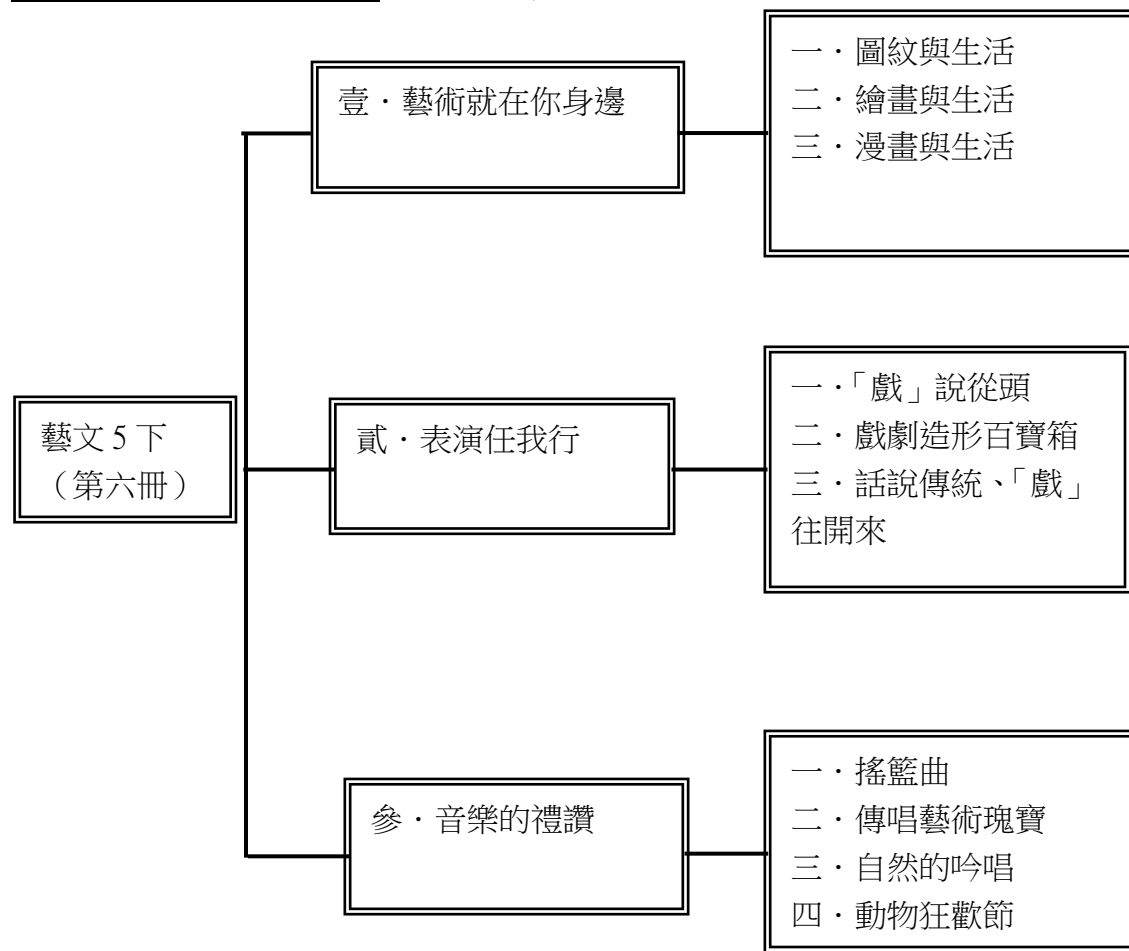 一．圖紋與生活
二．繪畫與生活
三．漫畫與生活
壹．藝術就在你身邊
藝文 5 下
（第六冊）
貳．表演任我行
一．「戲」說從頭
二．戲劇造形百寶箱
三．話說傳統、「戲」
往開來
參．音樂的禮讚
一．搖籃曲
二．傳唱藝術瑰寶
三．自然的吟唱
四．動物狂歡節